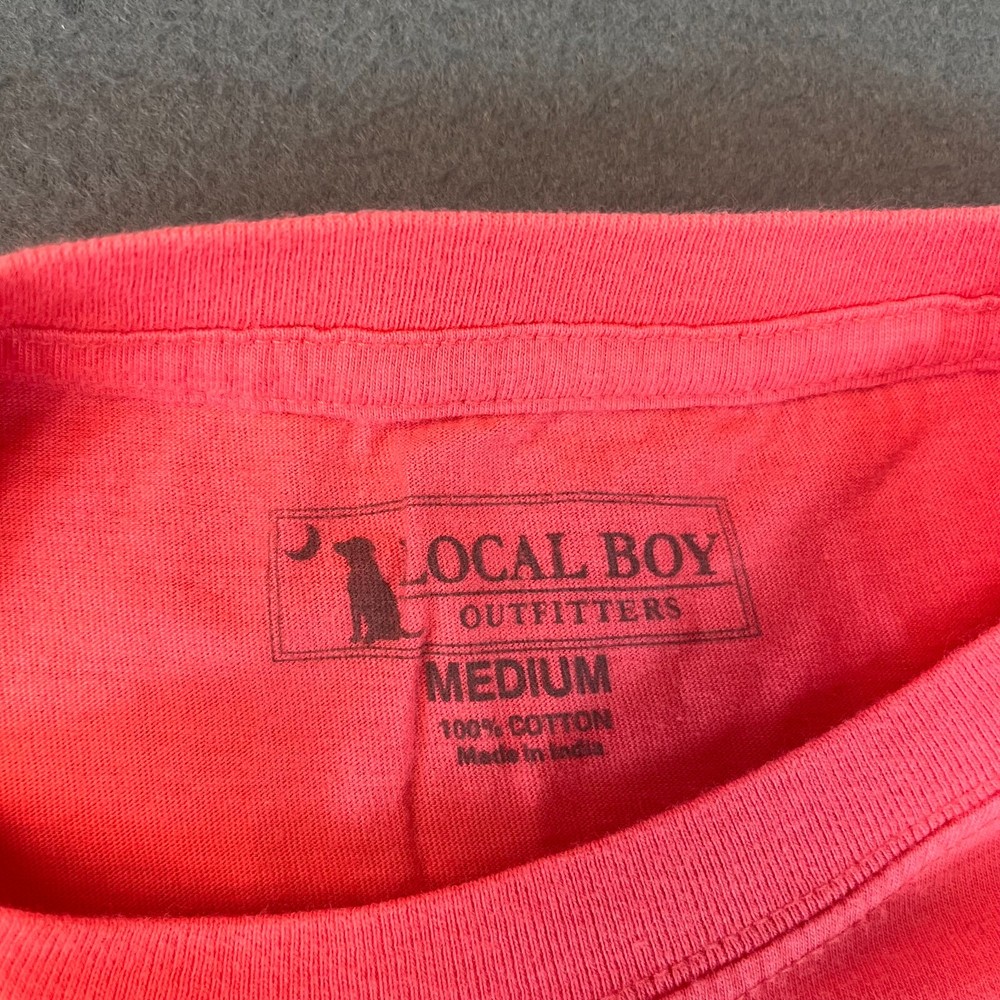 LOCAL BOY
OUTFITTERS
MEDIUM
100% COTTON
Made in India